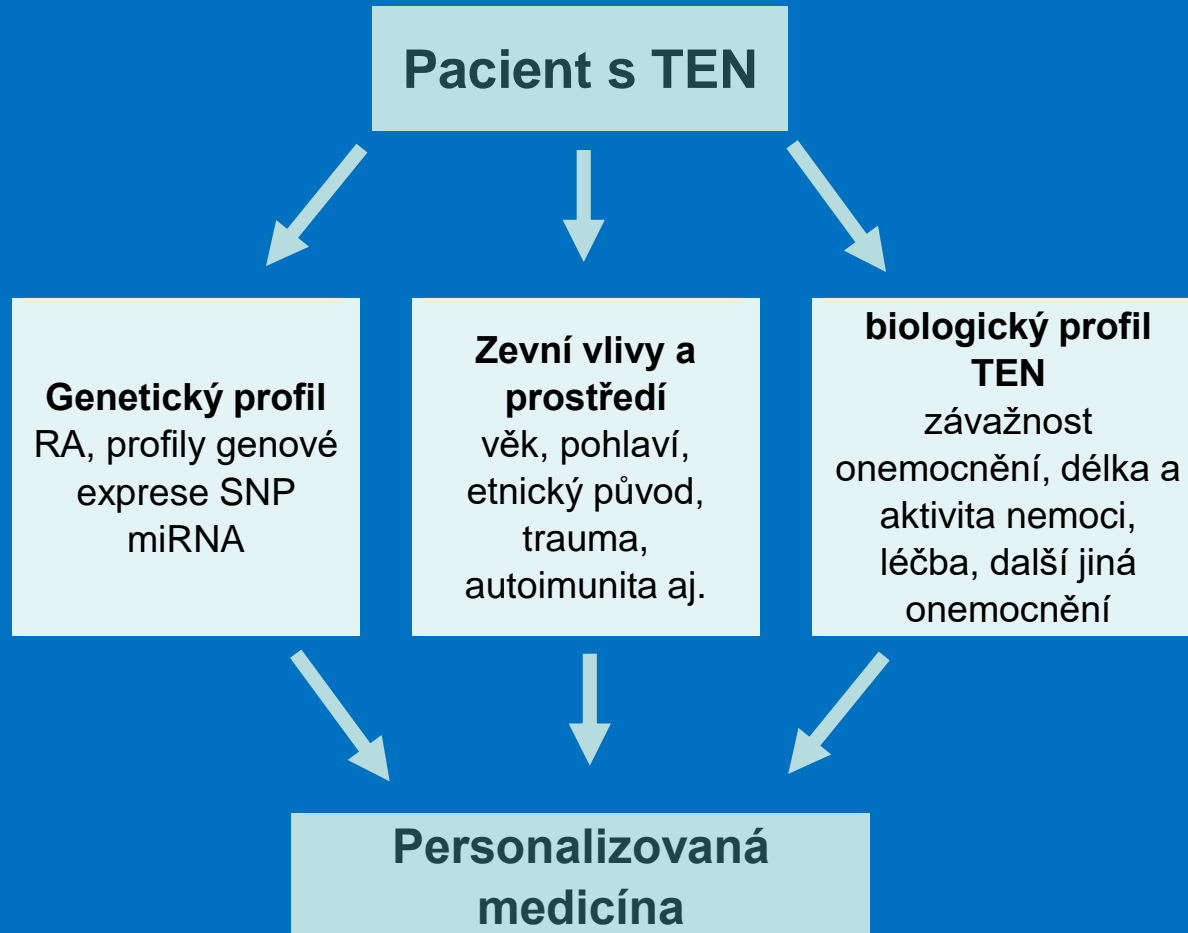 Pacient s TEN
Genetický profil
RA, profily genové
exprese SNP
miRNA
Zevní vlivy a
prostředí
věk, pohlaví,
etnický původ,
trauma,
autoimunita aj.
biologický profil
TEN
závažnost
onemocnění, délka a
aktivita nemoci,
léčba, další jiná
onemocnění
Personalizovaná
medicína